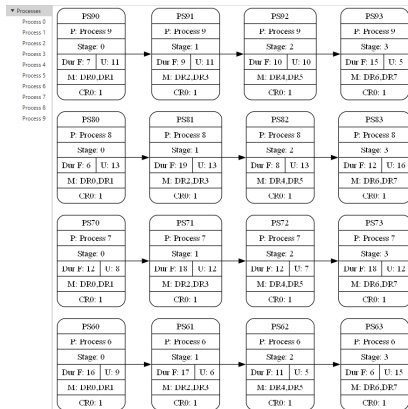 Processes
Process 0
Process 1
Process 2
Process 3
Process 4
Process 5
Process 6
Process 7
Process 8
Process 9
PS90
P: Process 9
Stage: 0
Dur F: 7 U: 11
M: DR0,DR1
CR0: 1
PS91
P: Process 9
Stage: 1
Dur F: 9 U: 11
M: DR2,DR3
CR0: 1
PS92
P: Process 9
Stage: 2
Dur F: 10 U: 10
M: DR4,DR5
CR0: 1
PS93
P: Process 9
Stage: 3
Dur F: 15 U: 5
M: DR6,DR7
CR0: 1
PS80
P: Process 8
Stage: 0
Dur F: 6 U: 13
M: DR0,DR1
CR0: 1
PS81
P: Process 8
Stage: 1
Dur F: 19 U: 13
M: DR2,DR3
CR0: 1
PS82
P: Process 8
Stage: 2
Dur F: 8 U: 13
M: DR4,DR5
CR0: 1
PS83
P: Process 8
Stage: 3
Dur F: 12 U: 16
M: DR6,DR7
CR0: 1
PS70
P: Process 7
Stage: 0
Dur F: 12 U: 8
M: DR0,DR1
CR0: 1
PS71
P: Process 7
Stage: 1
Dur F: 18 U: 12
M: DR2,DR3
CR0: 1
PS72
P: Process 7
Stage: 2
Dur F: 12 U: 7
M: DR4,DR5
CR0: 1
PS73
P: Process 7
Stage: 3
Dur F: 18 U: 12
M: DR6,DR7
CR0: 1
PS60
P: Process 6
Stage: 0
Dur F: 16 U: 9
M: DR0,DR1
CR0: 1
PS61
P: Process 6
Stage: 1
Dur F: 17 U: 6
M: DR2,DR3
CR0: 1
PS62
P: Process 6
Stage: 2
Dur F: 11 U: 5
M: DR4,DR5
CR0: 1
PS63
P: Process 6
Stage: 3
Dur F: 6 U: 15
M: DR6,DR7
CR0: 1